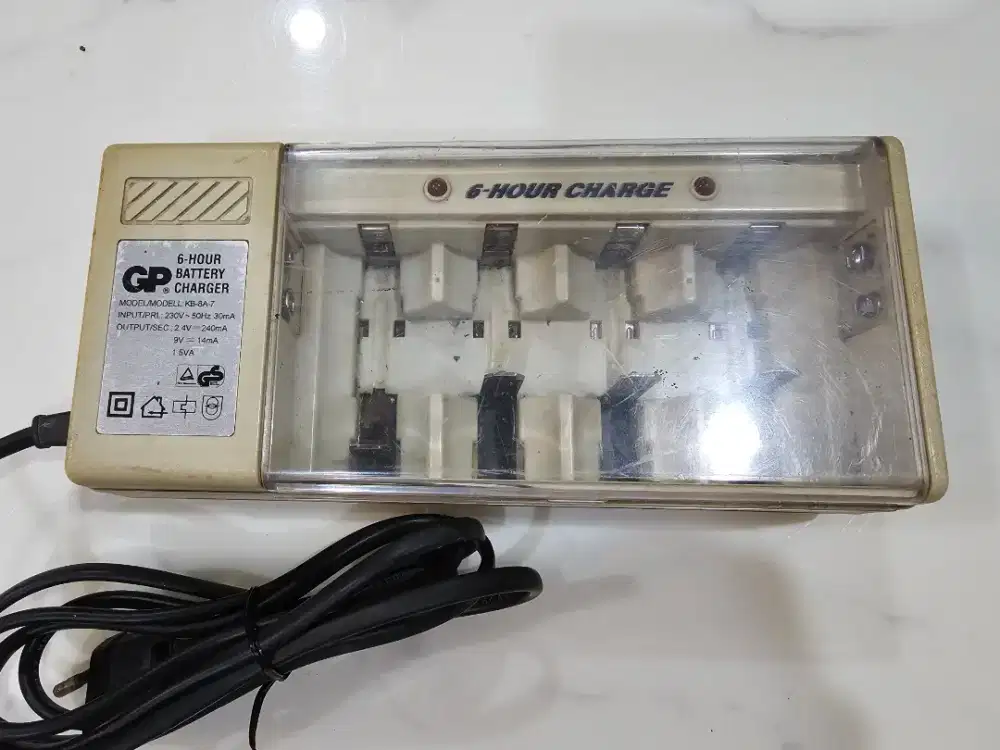 6-HOUR CHARGE
GP® 6-HOUR
BATTERY
CHARGER
MODEL/MODELL: KB-8A-7
INPUT/PRI.: 230V ~ 50Hz 30mA
OUTPUT/SEC.: 2.4V ⎓ 240mA
9V ⎓ 14mA
1.5VA